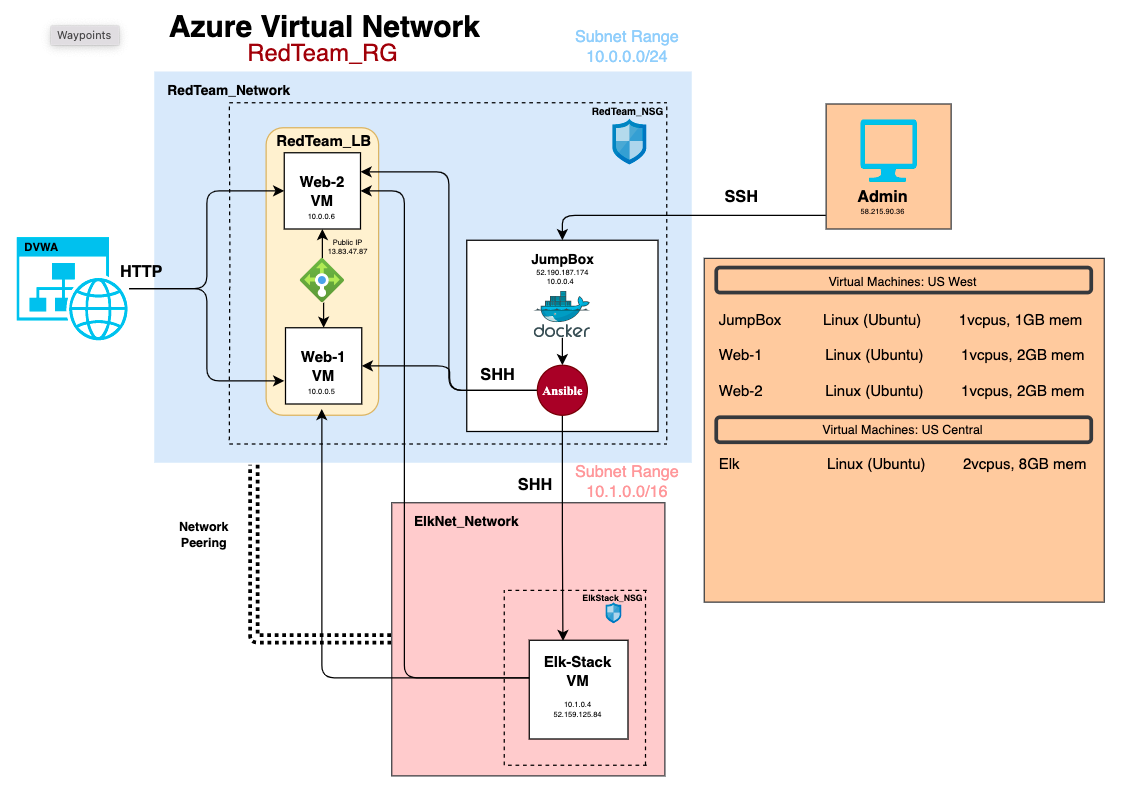 Waypoints
Azure Virtual Network
RedTeam_RG
Subnet Range
10.0.0.0/24
RedTeam_Network
RedTeam_NSG
RedTeam_LB
Web-2
VM
10.0.0.6
Public IP
13.83.47.87
Web-1
VM
10.0.0.5
DVWA
HTTP
JumpBox
52.190.187.174
10.0.0.4
docker
Ansible
SHH
SSH
Admin
58.215.90.36
Virtual Machines: US West
JumpBox Linux (Ubuntu) 1vcpus, 1GB mem
Web-1 Linux (Ubuntu) 1vcpus, 2GB mem
Web-2 Linux (Ubuntu) 1vcpus, 2GB mem
Virtual Machines: US Central
Elk Linux (Ubuntu) 2vcpus, 8GB mem
Subnet Range
10.1.0.0/16
SHH
Network
Peering
ElkNet_Network
ElkStack_NSG
Elk-Stack
VM
10.1.0.4
52.159.125.84